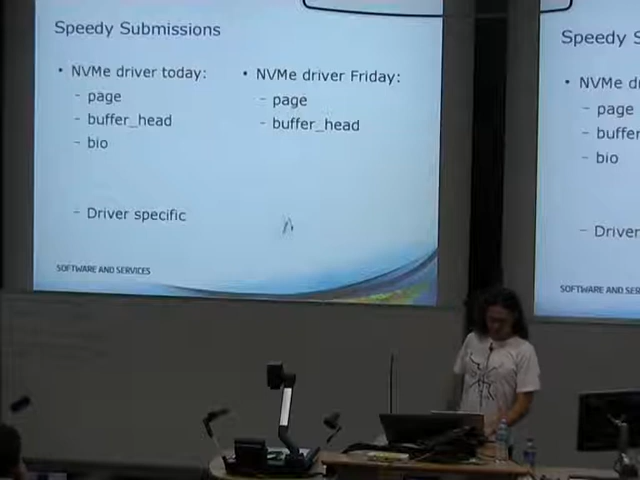 Speedy Submissions
• NVMe driver today:
– page
– buffer_head
– bio
– Driver specific
• NVMe driver Friday:
– page
– buffer_head
SOFTWARE AND SERVICES
Speedy S
• NVMe dr
– page
– buffer
– bio
– Driver
SOFTWARE AND SER